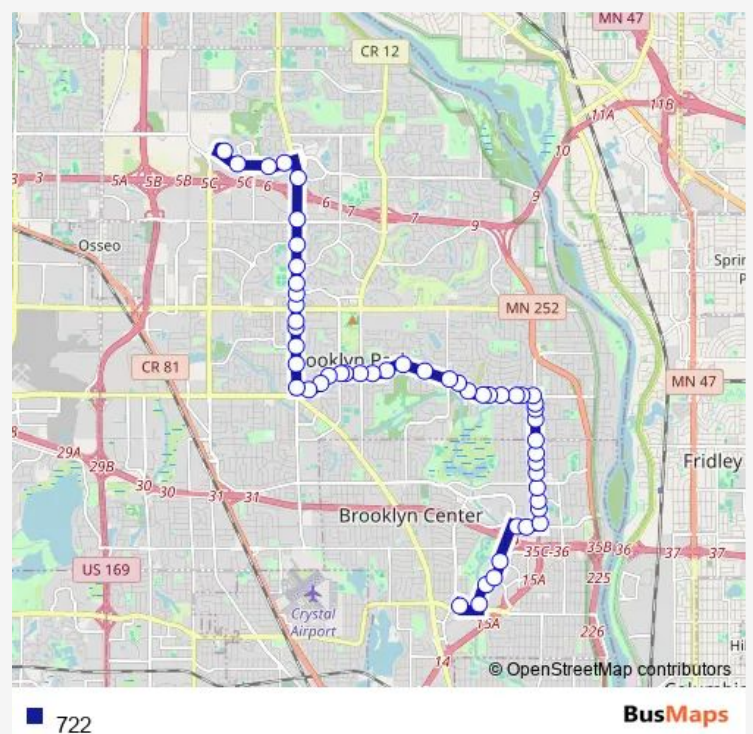 MN 47
CR 12
11B
11A
10
3
3
5A
5B
5B
5C
5C
6
6
7
7
9
9
Osseo
MN 252
Brooklyn Pa
CR 81
MN 47
29A
29B
30
30
31
31
Fridley
Brooklyn Center
35C-36
35B
36
37
37
US 169
15A
225
Crystal
Airport
15A
226
14
© OpenStreetMap contributors
722
BusMaps